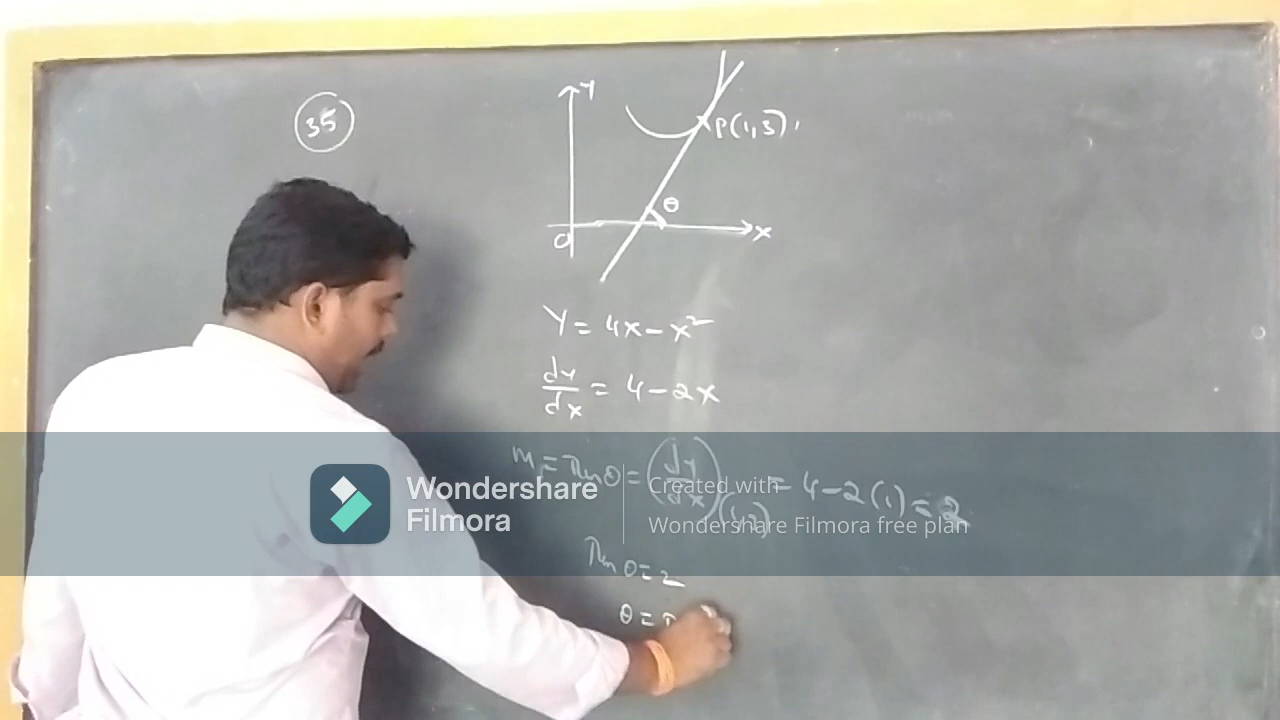 35
Y
P(1,3)
θ
O
X
Y = 4x - x²
dy/dx = 4 - 2x
m = Tan θ = (dy/dx)(1,3) = 4 - 2(1) = 2
Wondershare Filmora
Created with
Wondershare Filmora free plan
Tan θ = 2
θ =